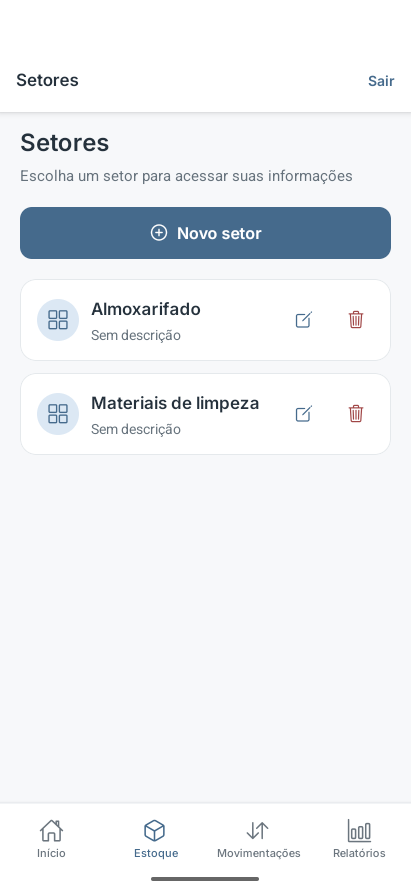 Setores
Sair
Setores
Escolha um setor para acessar suas informações
Novo setor
Almoxarifado
Sem descrição
Materiais de limpeza
Sem descrição
Início
Estoque
Movimentações
Relatórios